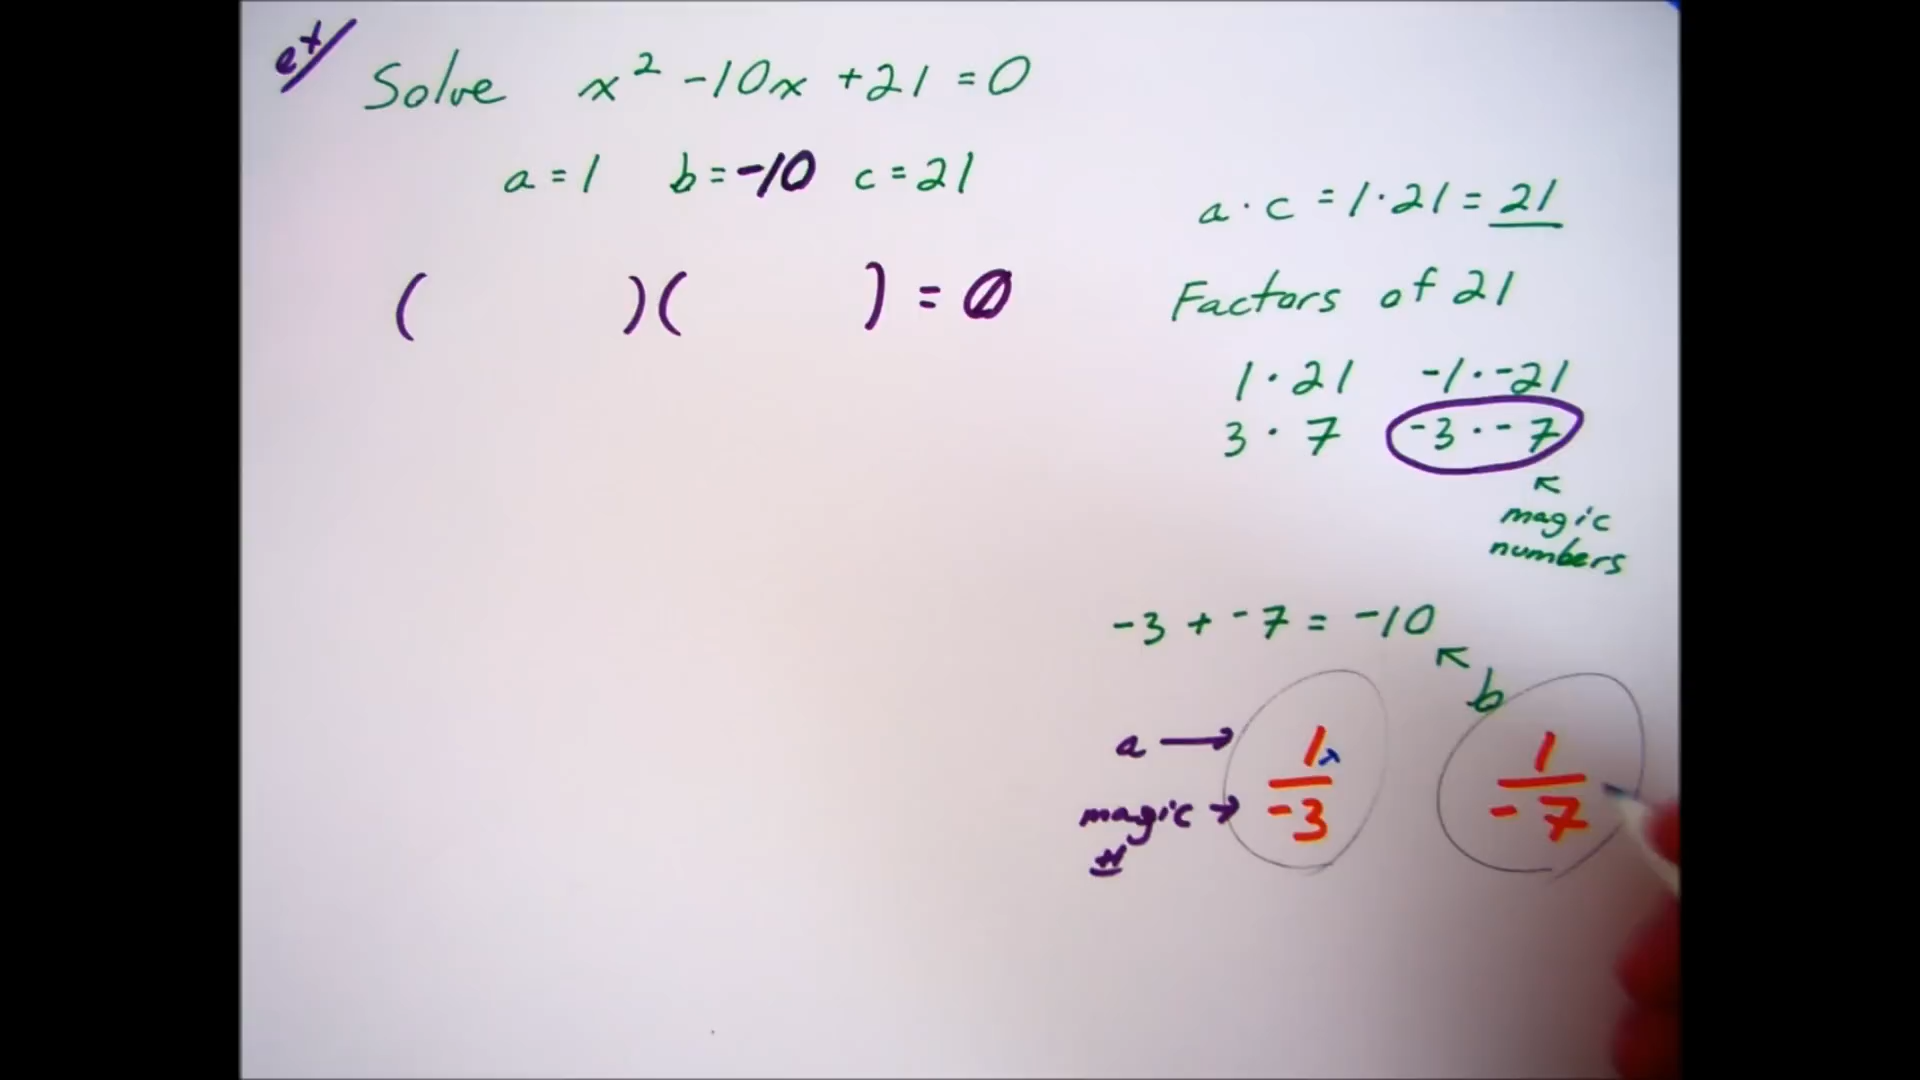 ex
Solve x² -10x +21 = 0
a = 1 b = -10 c = 21
( )( ) = 0
a · c = 1 · 21 = 21
Factors of 21
1 · 21 -1 · -21
3 · 7 -3 · -7
magic
numbers
-3 + -7 = -10
b
a → 1x 1
magic → -3 -7
#